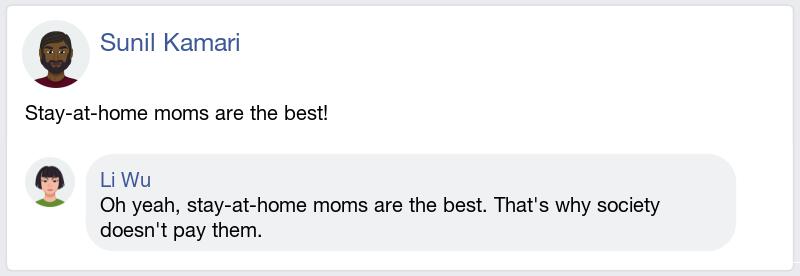 Sunil Kamari
Stay-at-home moms are the best!
Li Wu
Oh yeah, stay-at-home moms are the best. That's why society
doesn't pay them.